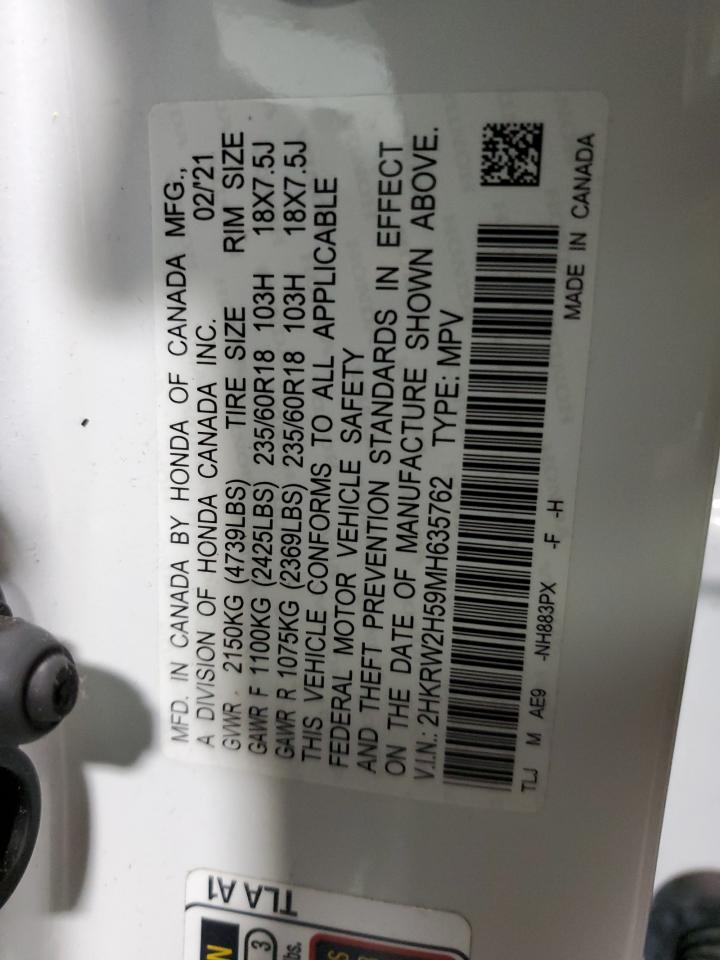 MFD. IN CANADA BY HONDA OF CANADA MFG.,
A DIVISION OF HONDA CANADA INC. 02/'21
GVWR 2150KG (4739LBS) TIRE SIZE RIM SIZE
GAWR F 1100KG (2425LBS) 235/60R18 103H 18X7.5J
GAWR R 1075KG (2369LBS) 235/60R18 103H 18X7.5J
THIS VEHICLE CONFORMS TO ALL APPLICABLE
FEDERAL MOTOR VEHICLE SAFETY
AND THEFT PREVENTION STANDARDS IN EFFECT
ON THE DATE OF MANUFACTURE SHOWN ABOVE.
V.I.N.: 2HKRW2H59MH635762 TYPE: MPV
TLJ M AE9 -NH883PX -F -H
MADE IN CANADA
TLA A1
3